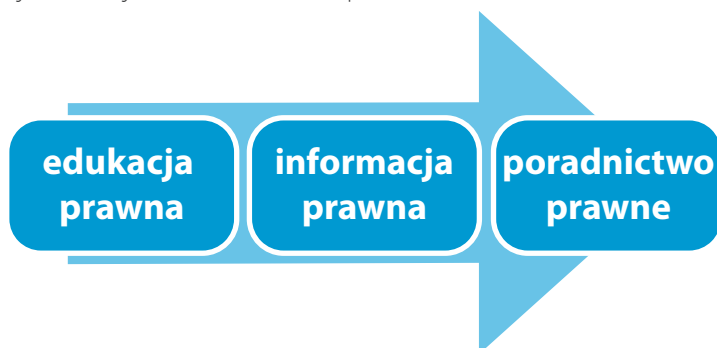 edukacja
prawna
informacja
prawna
poradnictwo
prawne